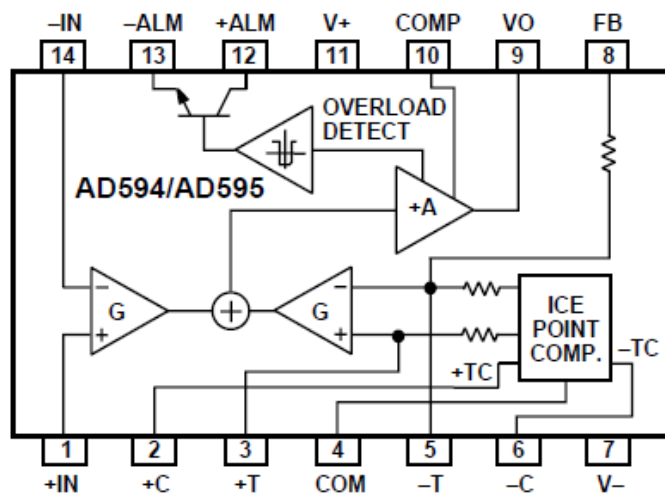 –IN –ALM +ALM V+ COMP VO FB
14 13 12 11 10 9 8
OVERLOAD
DETECT
AD594/AD595
+A
– G +
+
– G +
ICE
POINT
COMP.
–TC
+TC
1 2 3 4 5 6 7
+IN +C +T COM –T –C V–